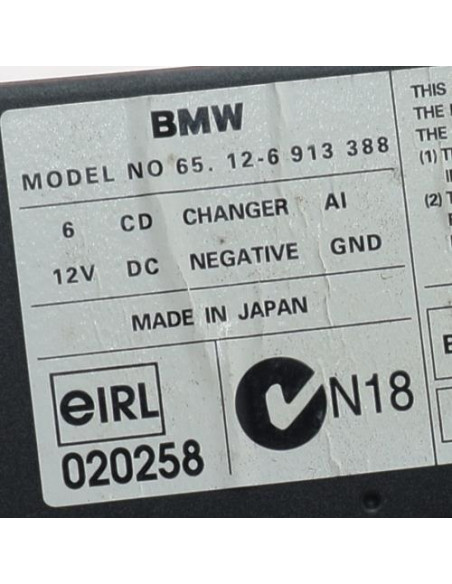 BMW
MODEL NO 65. 12-6 913 388
6 CD CHANGER AI
12V DC NEGATIVE GND
MADE IN JAPAN
eIRL
020258
N18
THIS
THE
THE
(1)
(2)